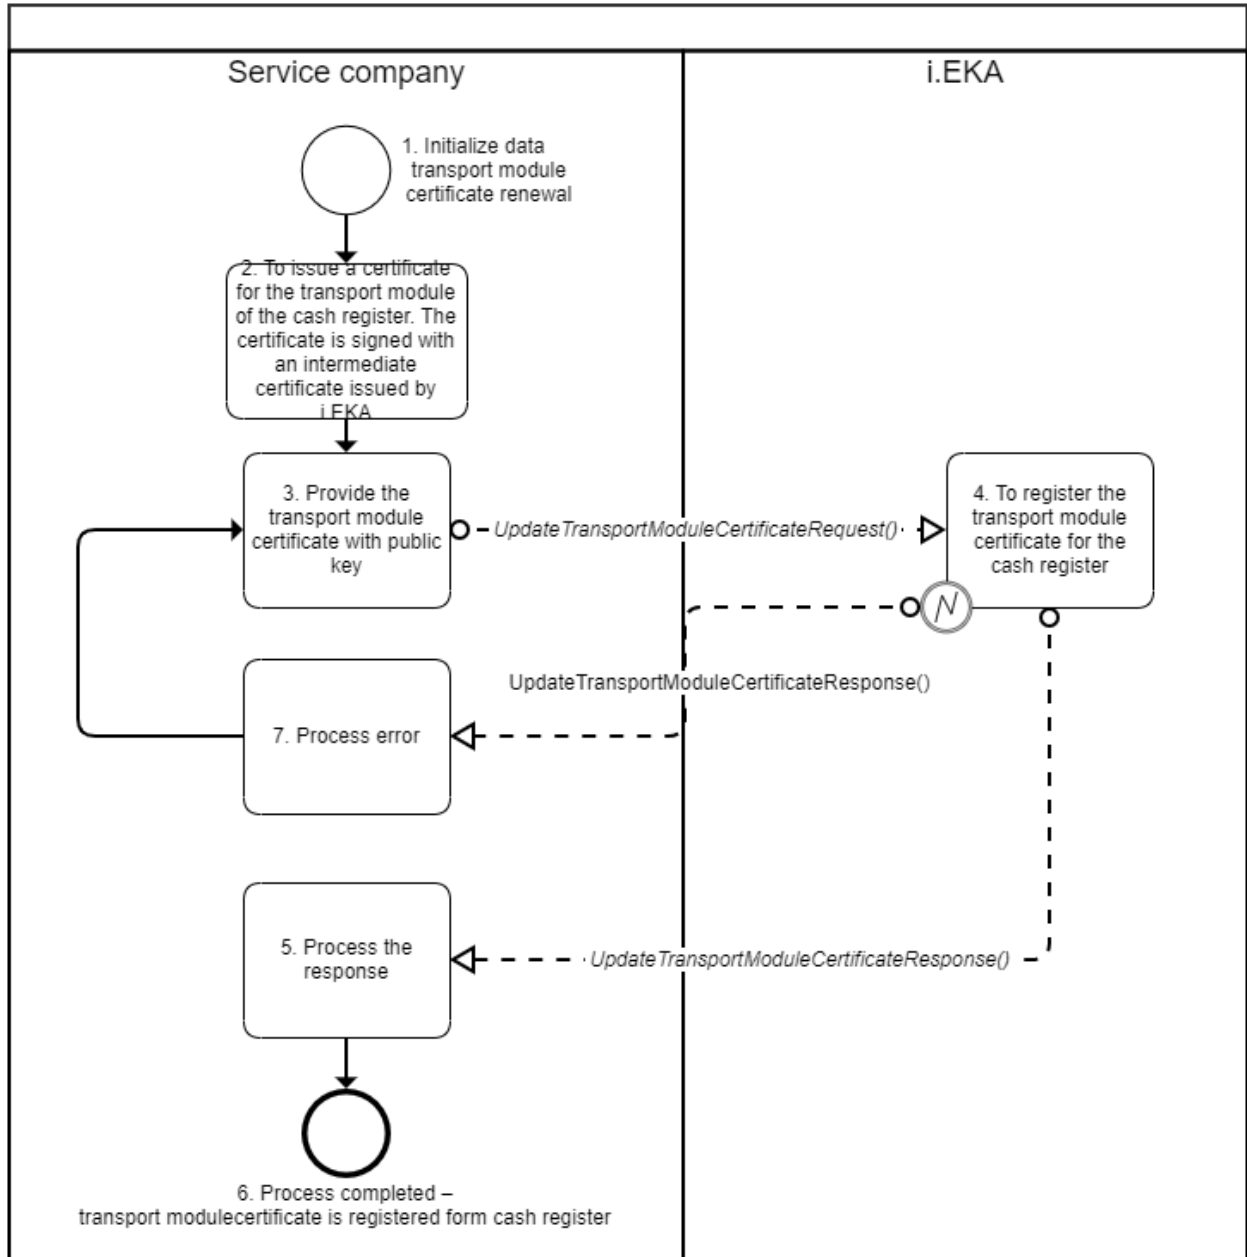 Service company
i.EKA
1. Initialize data
transport module
certificate renewal
2. To issue a certificate
for the transport module
of the cash register. The
certificate is signed with
an intermediate
certificate issued by
i.EKA
3. Provide the
transport module
certificate with public
key
UpdateTransportModuleCertificateRequest()
4. To register the
transport module
certificate for the
cash register
UpdateTransportModuleCertificateResponse()
7. Process error
5. Process the
response
UpdateTransportModuleCertificateResponse()
6. Process completed –
transport modulecertificate is registered form cash register